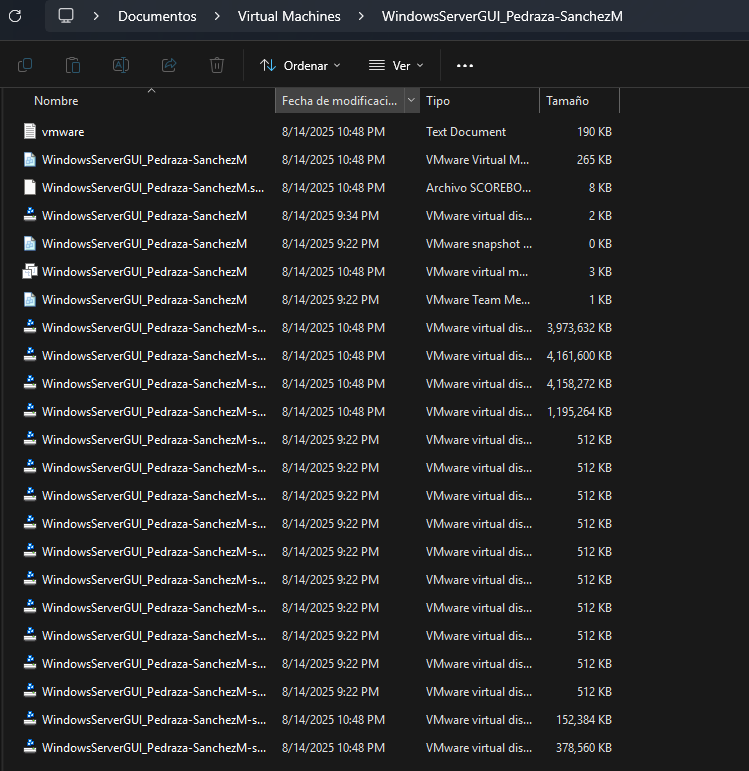 Documentos > Virtual Machines > WindowsServerGUI_Pedraza-SanchezM
Ordenar Ver ...
Nombre Fecha de modificaci... Tipo Tamaño
vmware 8/14/2025 10:48 PM Text Document 190 KB
WindowsServerGUI_Pedraza-SanchezM 8/14/2025 10:48 PM VMware Virtual M... 265 KB
WindowsServerGUI_Pedraza-SanchezM.s... 8/14/2025 10:48 PM Archivo SCOREBO... 8 KB
WindowsServerGUI_Pedraza-SanchezM 8/14/2025 9:34 PM VMware virtual dis... 2 KB
WindowsServerGUI_Pedraza-SanchezM 8/14/2025 9:22 PM VMware snapshot ... 0 KB
WindowsServerGUI_Pedraza-SanchezM 8/14/2025 10:48 PM VMware virtual m... 3 KB
WindowsServerGUI_Pedraza-SanchezM 8/14/2025 9:22 PM VMware Team Me... 1 KB
WindowsServerGUI_Pedraza-SanchezM-s... 8/14/2025 10:48 PM VMware virtual dis... 3,973,632 KB
WindowsServerGUI_Pedraza-SanchezM-s... 8/14/2025 10:48 PM VMware virtual dis... 4,161,600 KB
WindowsServerGUI_Pedraza-SanchezM-s... 8/14/2025 10:48 PM VMware virtual dis... 4,158,272 KB
WindowsServerGUI_Pedraza-SanchezM-s... 8/14/2025 10:48 PM VMware virtual dis... 1,195,264 KB
WindowsServerGUI_Pedraza-SanchezM-s... 8/14/2025 9:22 PM VMware virtual dis... 512 KB
WindowsServerGUI_Pedraza-SanchezM-s... 8/14/2025 9:22 PM VMware virtual dis... 512 KB
WindowsServerGUI_Pedraza-SanchezM-s... 8/14/2025 9:22 PM VMware virtual dis... 512 KB
WindowsServerGUI_Pedraza-SanchezM-s... 8/14/2025 9:22 PM VMware virtual dis... 512 KB
WindowsServerGUI_Pedraza-SanchezM-s... 8/14/2025 9:22 PM VMware virtual dis... 512 KB
WindowsServerGUI_Pedraza-SanchezM-s... 8/14/2025 9:22 PM VMware virtual dis... 512 KB
WindowsServerGUI_Pedraza-SanchezM-s... 8/14/2025 9:22 PM VMware virtual dis... 512 KB
WindowsServerGUI_Pedraza-SanchezM-s... 8/14/2025 9:22 PM VMware virtual dis... 512 KB
WindowsServerGUI_Pedraza-SanchezM-s... 8/14/2025 9:22 PM VMware virtual dis... 512 KB
WindowsServerGUI_Pedraza-SanchezM-s... 8/14/2025 9:22 PM VMware virtual dis... 512 KB
WindowsServerGUI_Pedraza-SanchezM-s... 8/14/2025 10:48 PM VMware virtual dis... 152,384 KB
WindowsServerGUI_Pedraza-SanchezM-s... 8/14/2025 10:48 PM VMware virtual dis... 378,560 KB